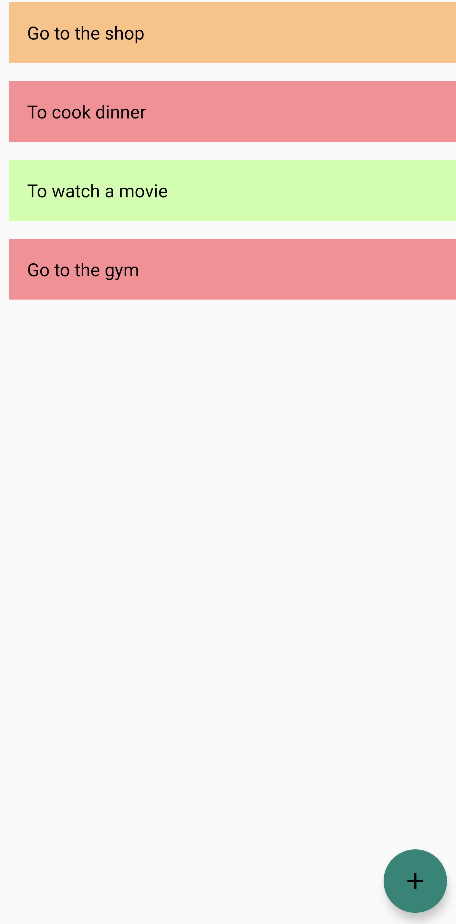 Go to the shop
To cook dinner
To watch a movie
Go to the gym
+